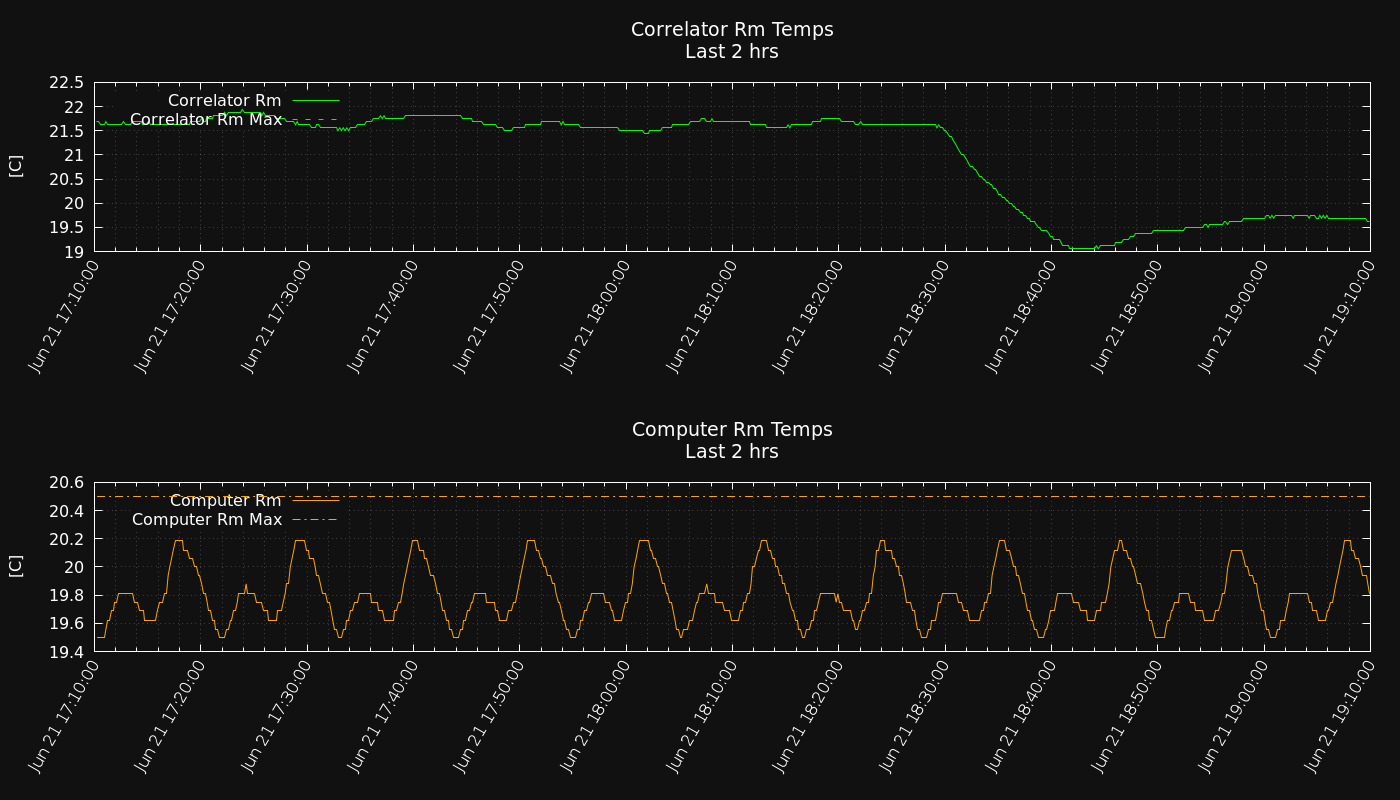 Correlator Rm Temps
Last 2 hrs
22.5
22
21.5
21
20.5
20
19.5
19
[C]
Correlator Rm
Correlator Rm Max
Jun 21 17:10:00
Jun 21 17:20:00
Jun 21 17:30:00
Jun 21 17:40:00
Jun 21 17:50:00
Jun 21 18:00:00
Jun 21 18:10:00
Jun 21 18:20:00
Jun 21 18:30:00
Jun 21 18:40:00
Jun 21 18:50:00
Jun 21 19:00:00
Jun 21 19:10:00
Computer Rm Temps
Last 2 hrs
20.6
20.4
20.2
20
19.8
19.6
19.4
[C]
Computer Rm
Computer Rm Max
Jun 21 17:10:00
Jun 21 17:20:00
Jun 21 17:30:00
Jun 21 17:40:00
Jun 21 17:50:00
Jun 21 18:00:00
Jun 21 18:10:00
Jun 21 18:20:00
Jun 21 18:30:00
Jun 21 18:40:00
Jun 21 18:50:00
Jun 21 19:00:00
Jun 21 19:10:00